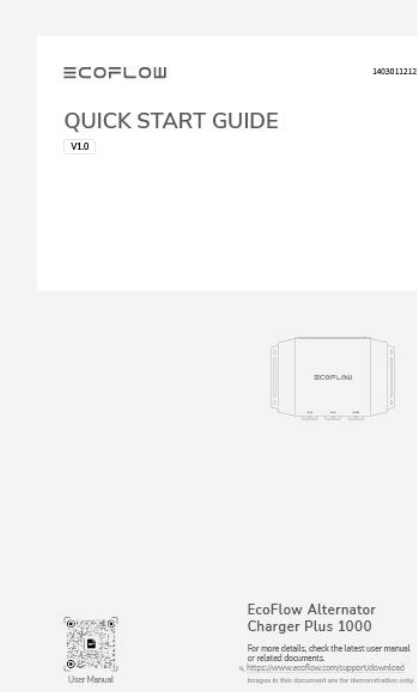 ECOFLOW
1403011212
QUICK START GUIDE
V1.0
ECOFLOW
EcoFlow Alternator
Charger Plus 1000
For more details, check the latest user manual
or related documents.
https://www.ecoflow.com/support/download
User Manual
Images in this document are for demonstration only.